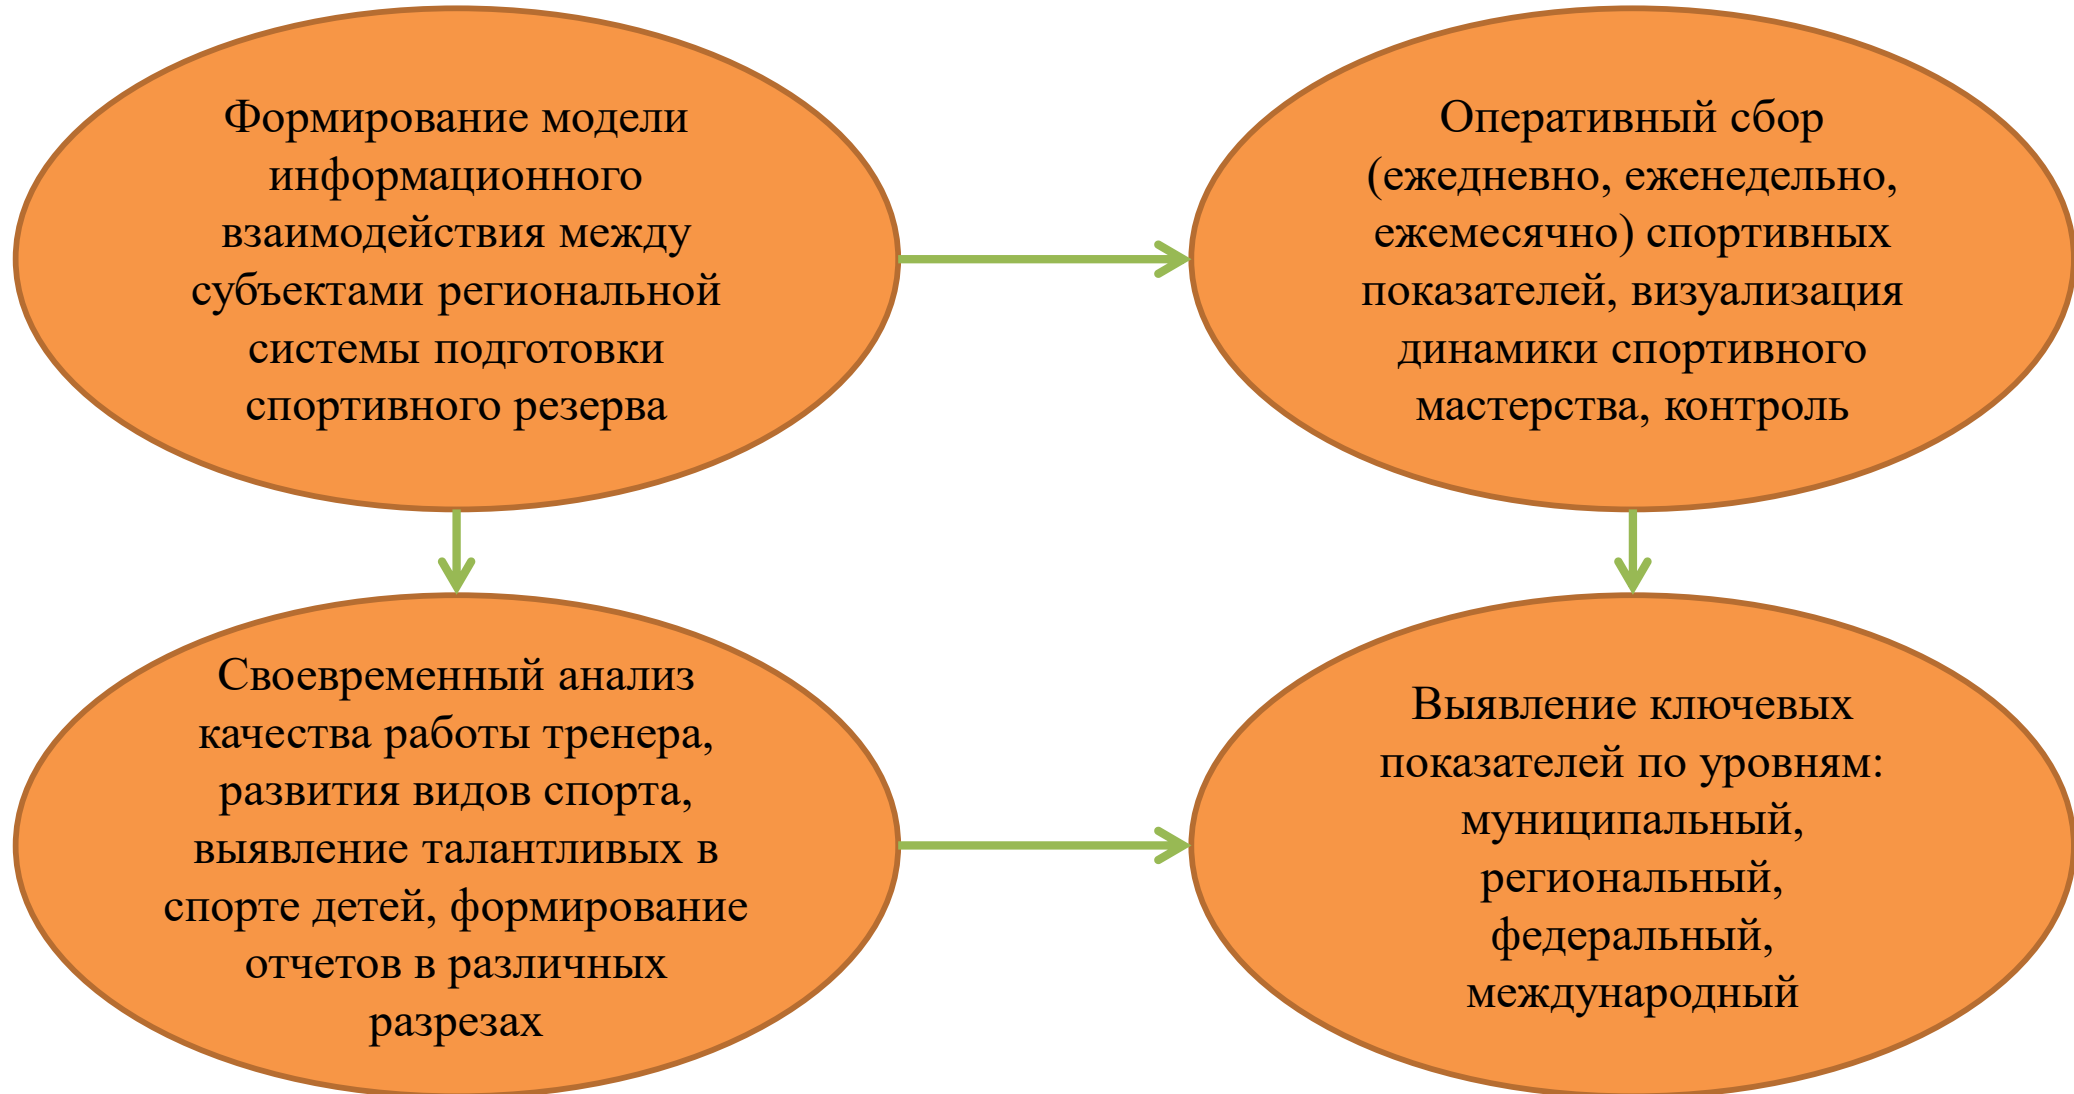 Формирование модели
информационного
взаимодействия между
субъектами региональной
системы подготовки
спортивного резерва
Оперативный сбор
(ежедневно, еженедельно,
ежемесячно) спортивных
показателей, визуализация
динамики спортивного
мастерства, контроль
Своевременный анализ
качества работы тренера,
развития видов спорта,
выявление талантливых в
спорте детей, формирование
отчетов в различных
разрезах
Выявление ключевых
показателей по уровням:
муниципальный,
региональный,
федеральный,
международный